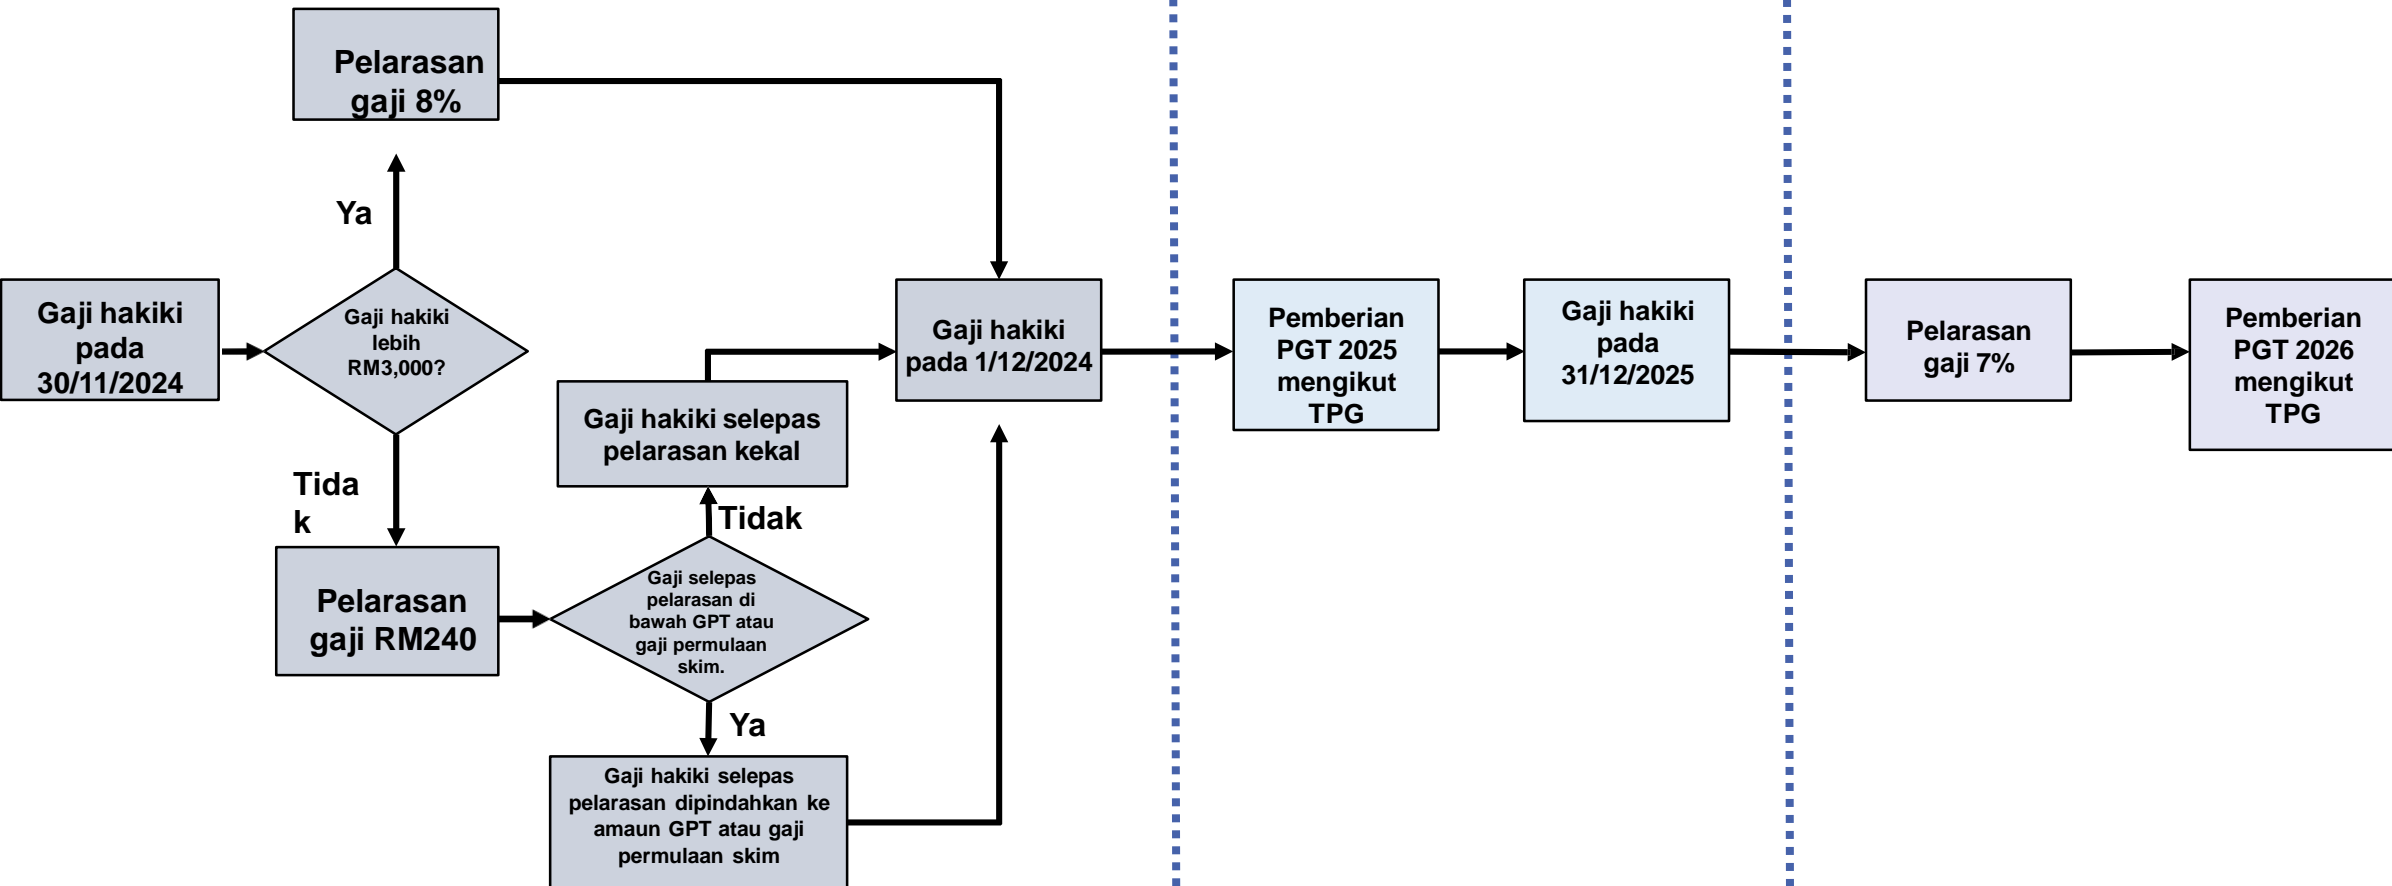 Pelarasan
gaji 8%
Ya
Gaji hakiki
pada
30/11/2024
Gaji hakiki
lebih
RM3,000?
Tida
k
Pelarasan
gaji RM240
Gaji selepas
pelarasan di
bawah GPT atau
gaji permulaan
skim.
Tidak
Gaji hakiki selepas
pelarasan kekal
Ya
Gaji hakiki selepas
pelarasan dipindahkan ke
amaun GPT atau gaji
permulaan skim
Gaji hakiki
pada 1/12/2024
Pemberian
PGT 2025
mengikut
TPG
Gaji hakiki
pada
31/12/2025
Pelarasan
gaji 7%
Pemberian
PGT 2026
mengikut
TPG